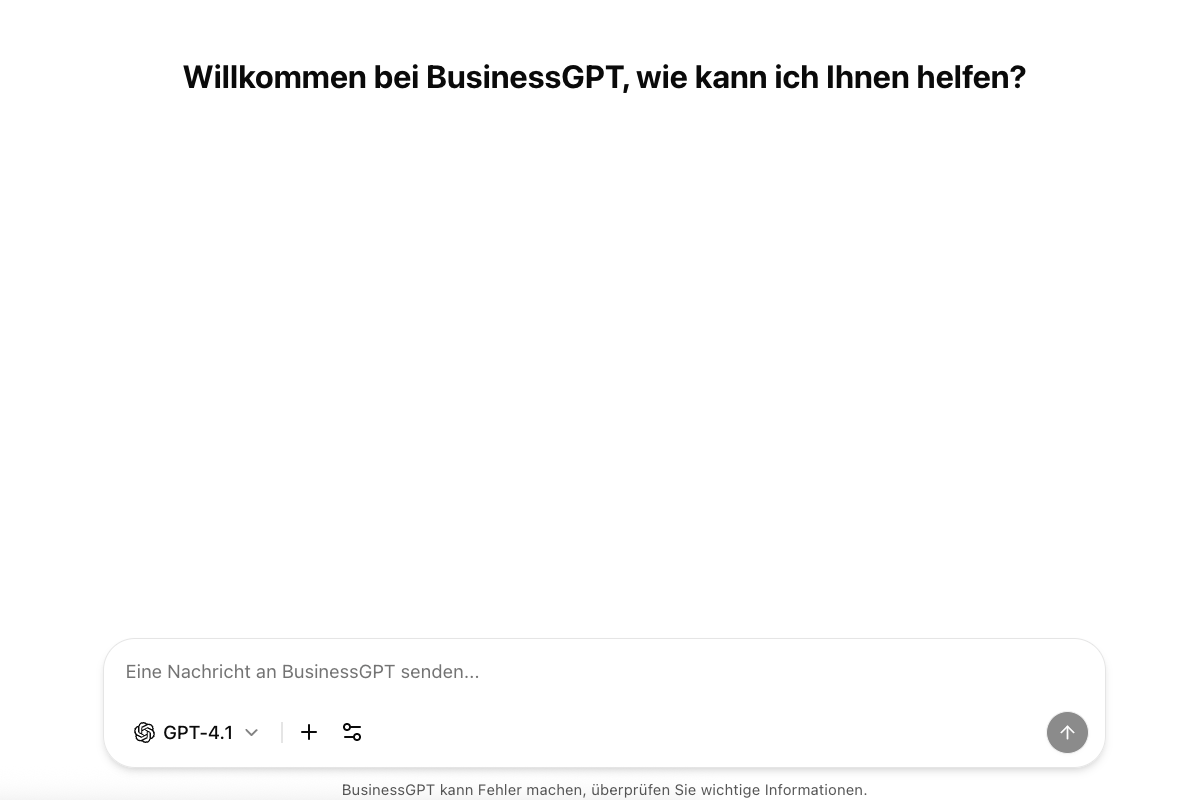 Willkommen bei BusinessGPT, wie kann ich Ihnen helfen?
Eine Nachricht an BusinessGPT senden...
GPT-4.1
BusinessGPT kann Fehler machen, überprüfen Sie wichtige Informationen.